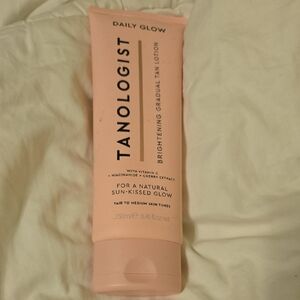 DAILY GLOW
TANOLOGIST
BRIGHTENING GRADUAL TAN LOTION
WITH VITAMIN C
+ NIACINAMIDE + CHERRY EXTRACT
FOR A NATURAL
SUN-KISSED GLOW
FAIR TO MEDIUM SKIN TONES
250ml